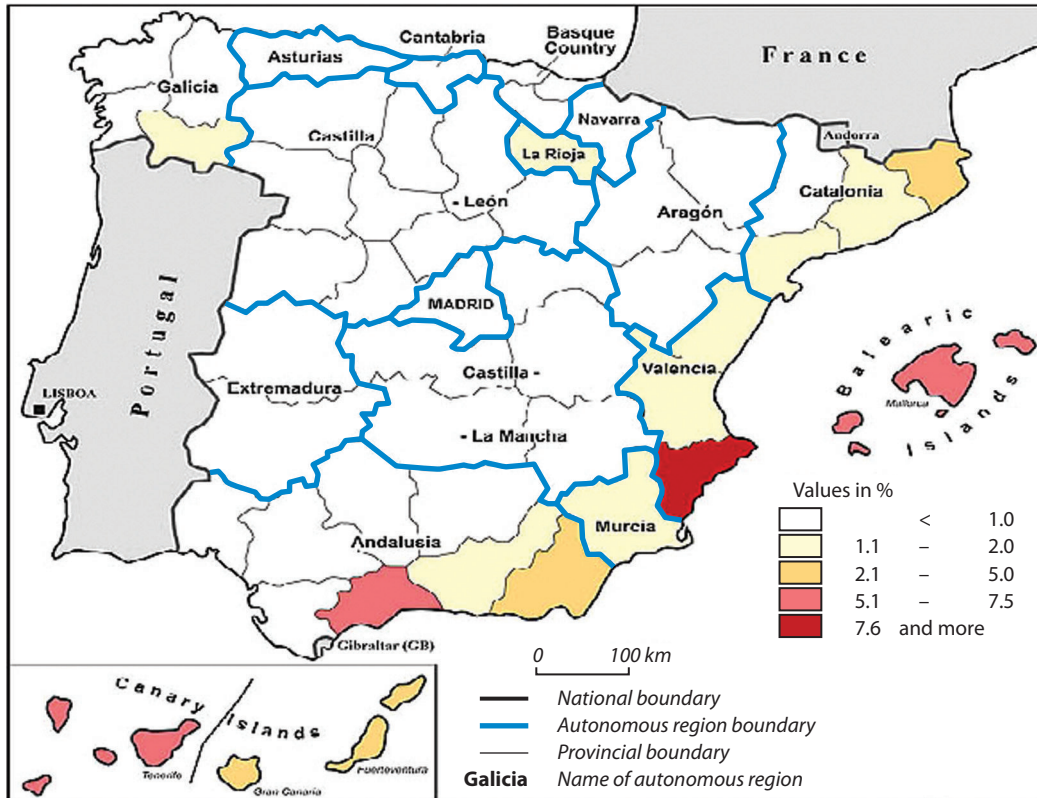 Cantabria
Basque
Country
Asturias
France
Galicia
Navarra
Andorra
Castilla
La Rioja
Catalonia
- León
Aragón
MADRID
Portugal
Balearic
Islands
Valencia
Castilla -
Extremadura
LISBOA
Mallorca
- La Mancha
Values in %
< 1.0
1.1 – 2.0
2.1 – 5.0
5.1 – 7.5
7.6 and more
Murcia
Andalusia
Gibraltar (GB)
0 100 km
National boundary
Autonomous region boundary
Provincial boundary
Galicia Name of autonomous region
Canary
Islands
Tenerife
Gran Canaria
Fuerteventura